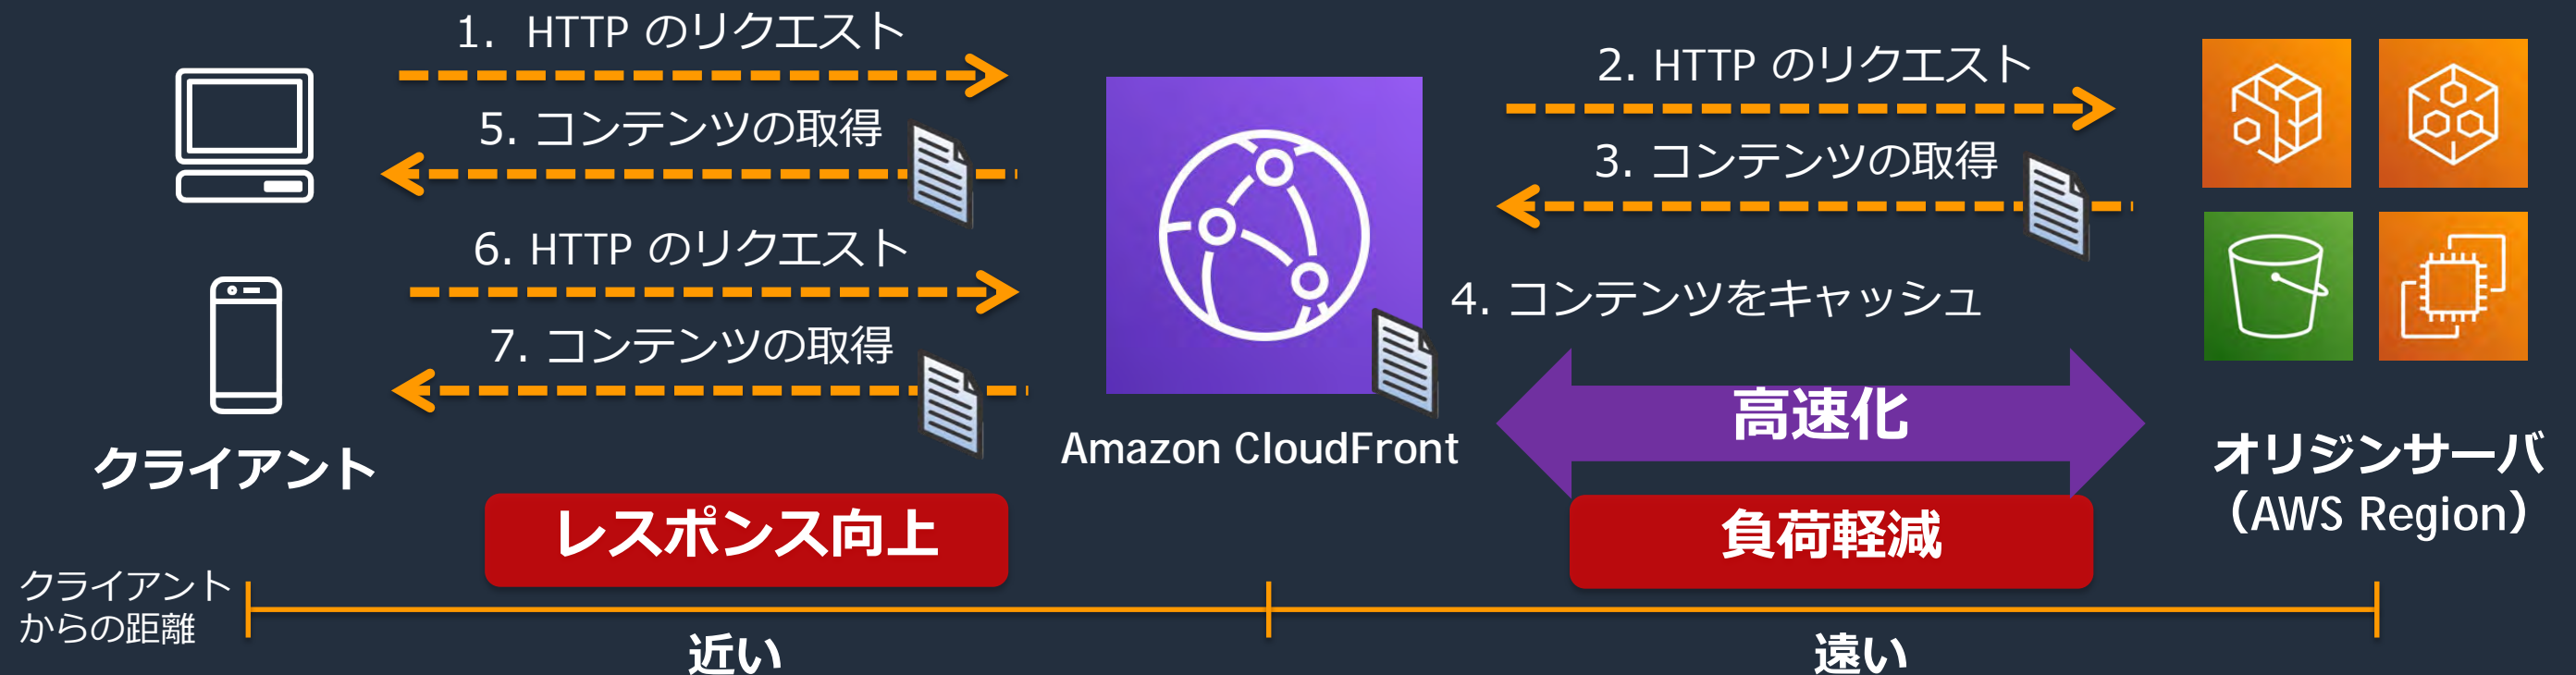 1. HTTP のリクエスト
5. コンテンツの取得
6. HTTP のリクエスト
7. コンテンツの取得
クライアント
レスポンス向上
Amazon CloudFront
2. HTTP のリクエスト
3. コンテンツの取得
4. コンテンツをキャッシュ
高速化
負荷軽減
オリジンサーバ
（AWS Region）
クライアント
からの距離
近い
遠い